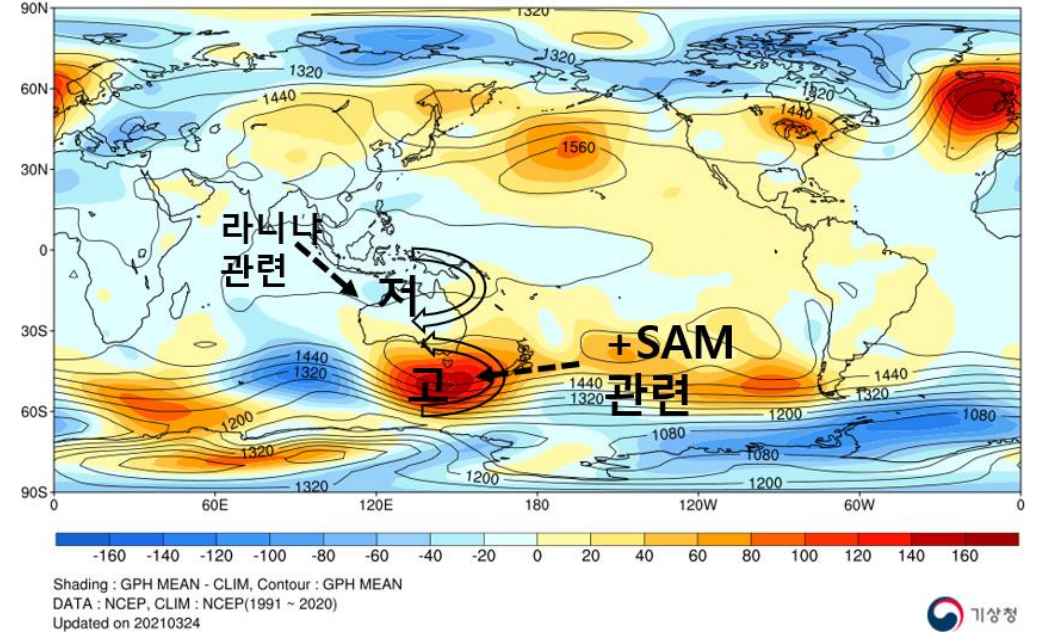 90N
1320
1320
1320
60N
1440
1320
1440
1560
30N
라니냐
관련
0
저
30S
+SAM
관련
고
1440
1320
1440
1320
1440
1320
60S
1200
1200
1080
1080
1320
1080
1200
1200
1320
90S
0 60E 120E 180 120W 60W 0
-160 -140 -120 -100 -80 -60 -40 -20 0 20 40 60 80 100 120 140 160
Shading : GPH MEAN - CLIM, Contour : GPH MEAN
DATA : NCEP, CLIM : NCEP(1991 ~ 2020)
Updated on 20210324
기상청